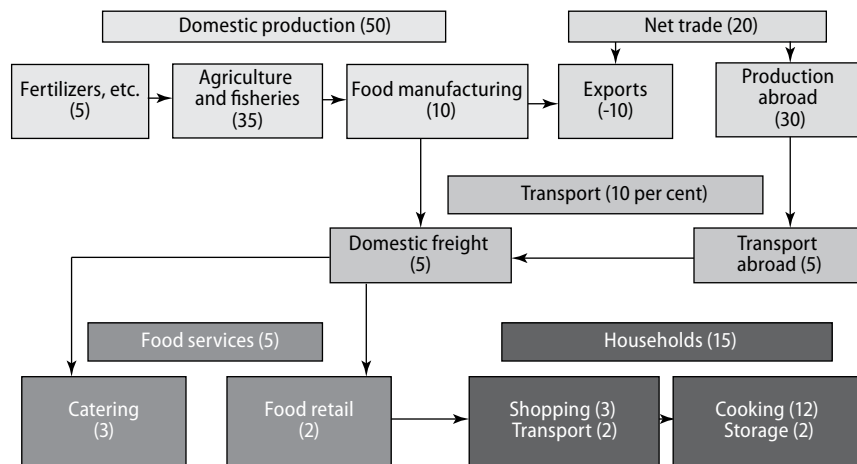 Domestic production (50)
Net trade (20)
Fertilizers, etc.
(5)
Agriculture
and fisheries
(35)
Food manufacturing
(10)
Exports
(-10)
Production
abroad
(30)
Transport (10 per cent)
Domestic freight
(5)
Transport
abroad (5)
Food services (5)
Households (15)
Catering
(3)
Food retail
(2)
Shopping (3)
Transport (2)
Cooking (12)
Storage (2)